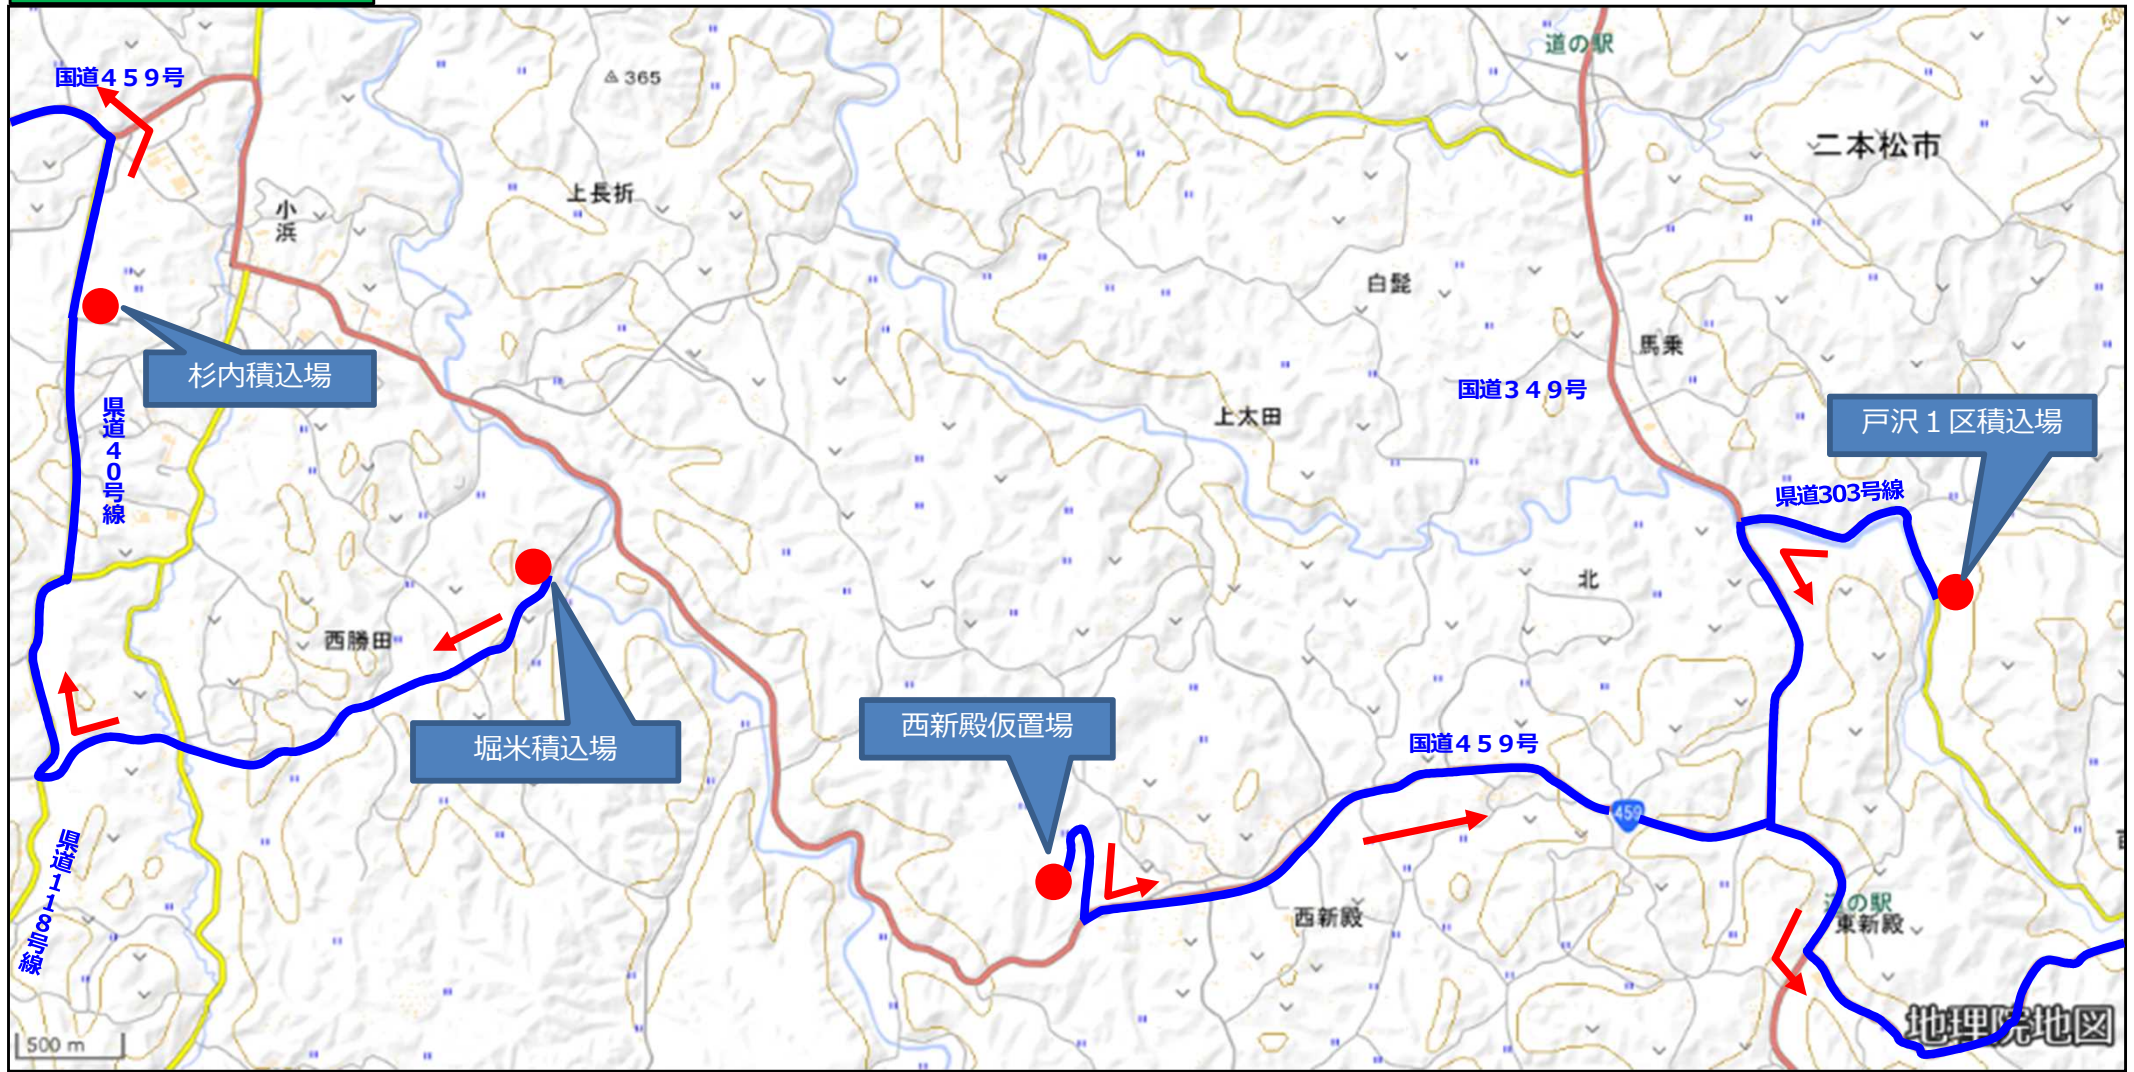 国道４５９号
365
道の駅
二本松市
上長折
小浜
白髭
馬乗
杉内積込場
国道３４９号
上太田
戸沢１区積込場
県道４０号線
県道303号線
北
西勝田
西新殿仮置場
堀米積込場
国道４５９号
459
県道１１８号線
西新殿
道の駅
東新殿
地理院地図
500 m